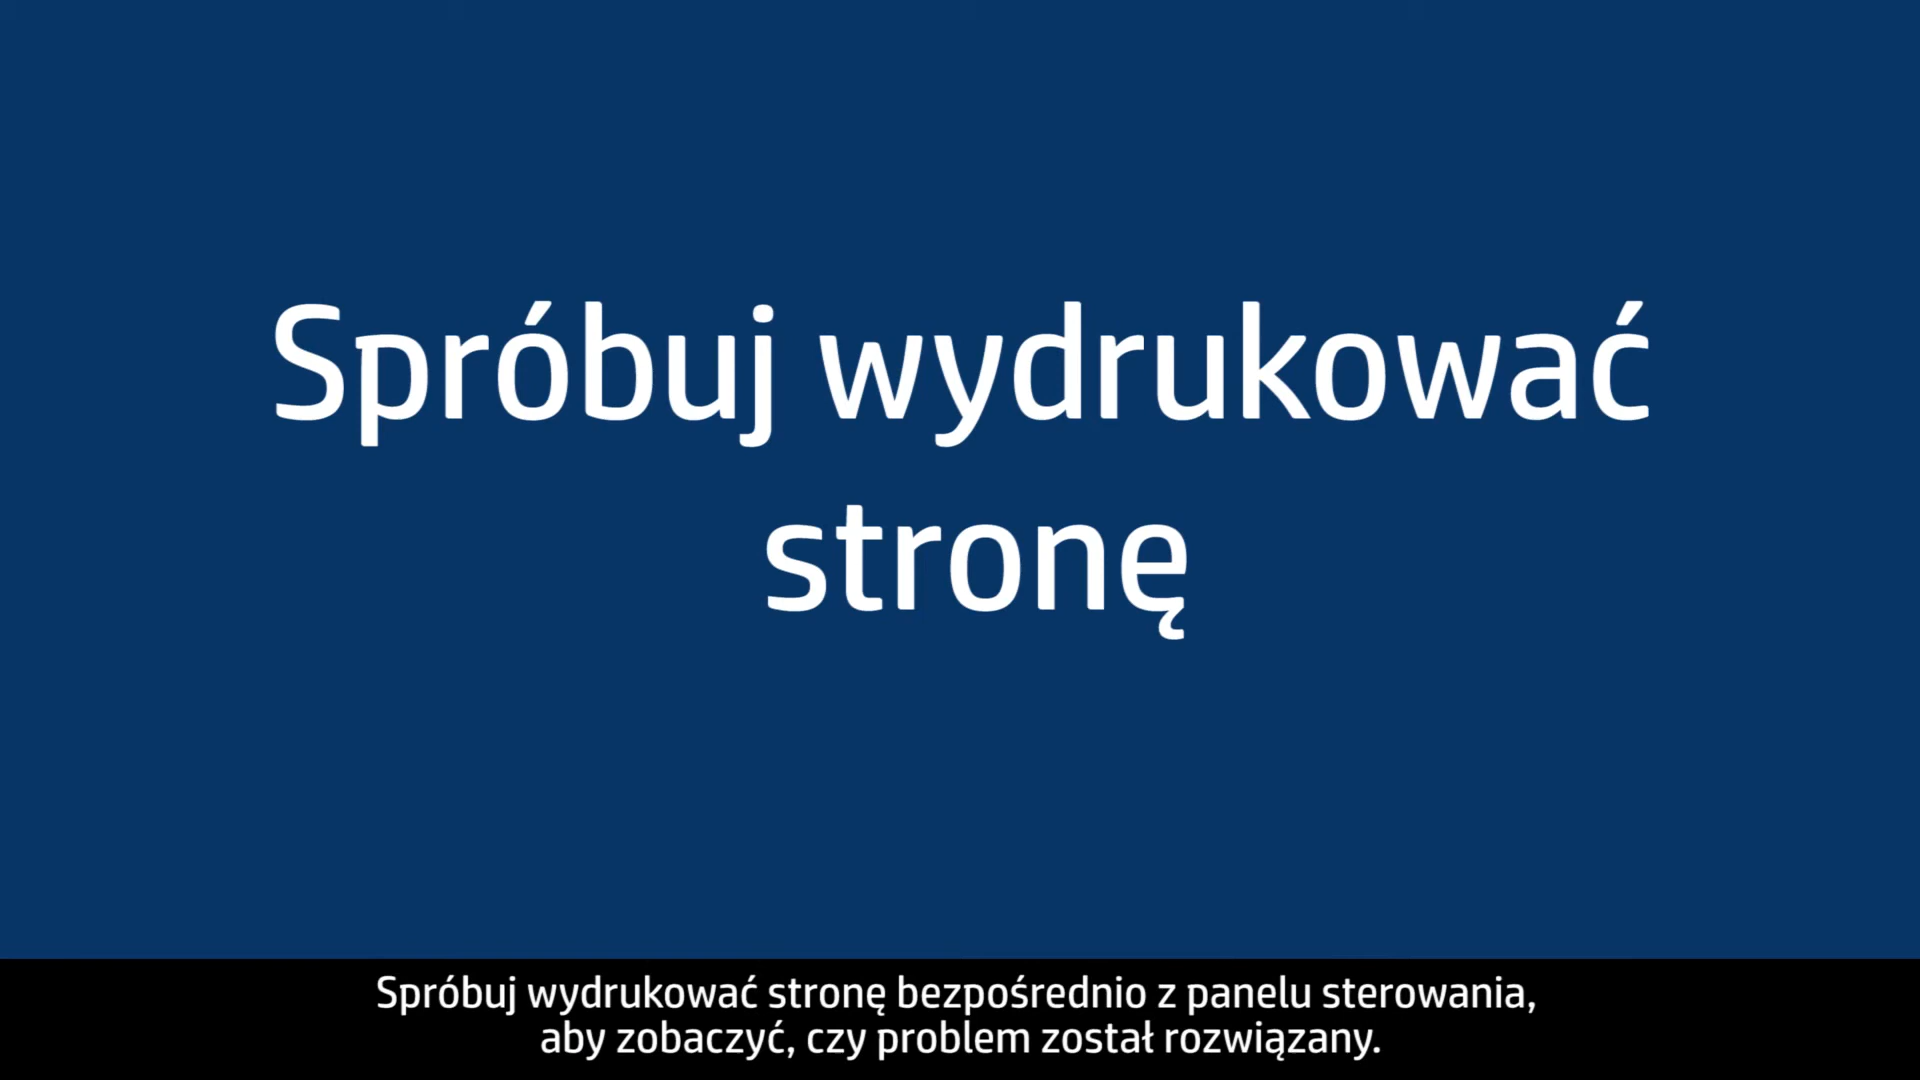 Spróbuj wydrukować
stronę
Spróbuj wydrukować stronę bezpośrednio z panelu sterowania,
aby zobaczyć, czy problem został rozwiązany.